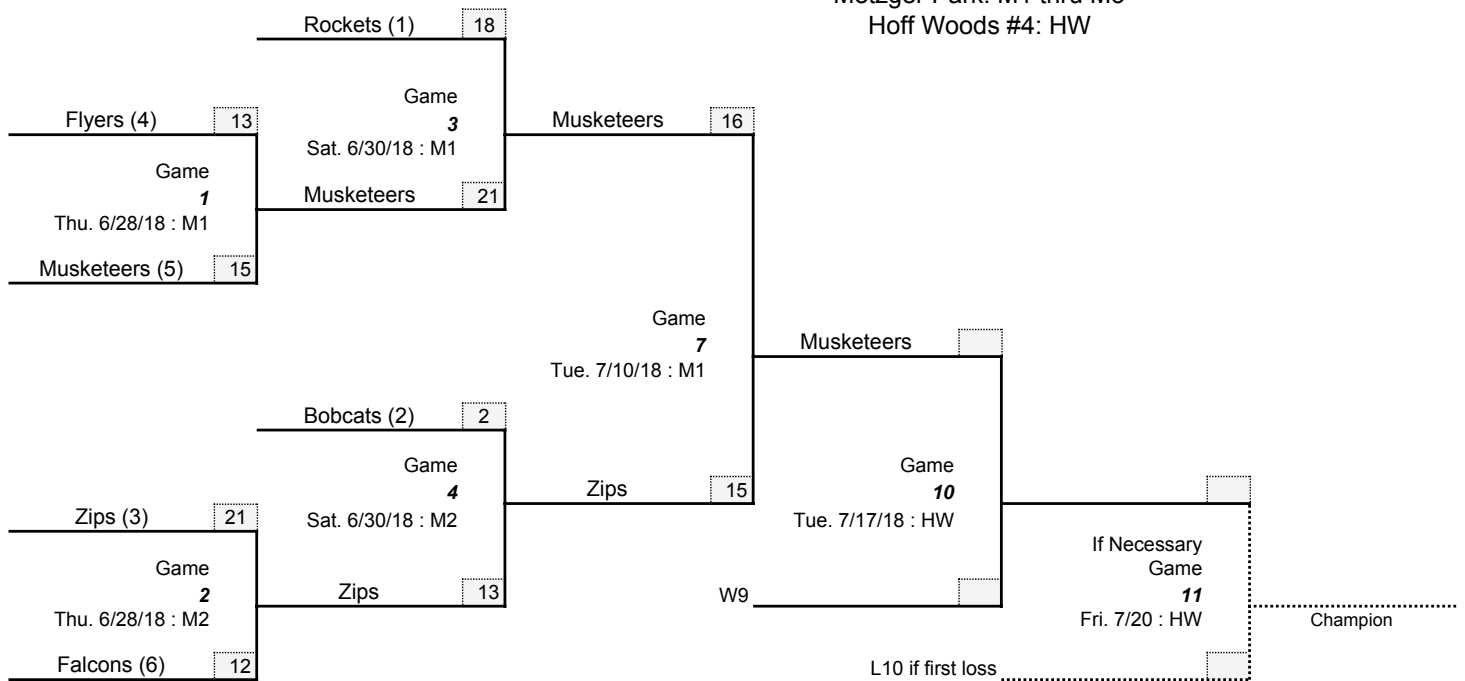 Hoff Woods #4: HW
Rockets (1) 18
Game
3
Sat. 6/30/18 : M1
Flyers (4) 13
Musketeers 16
Game
1
Thu. 6/28/18 : M1
Musketeers 21
Musketeers (5) 15
Game
7
Tue. 7/10/18 : M1
Musketeers
Bobcats (2) 2
Game
4
Sat. 6/30/18 : M2
Zips 15
Game
10
Tue. 7/17/18 : HW
Zips (3) 21
Game
2
Thu. 6/28/18 : M2
Zips 13
W9
If Necessary
Game
11
Fri. 7/20 : HW
Champion
Falcons (6) 12
L10 if first loss